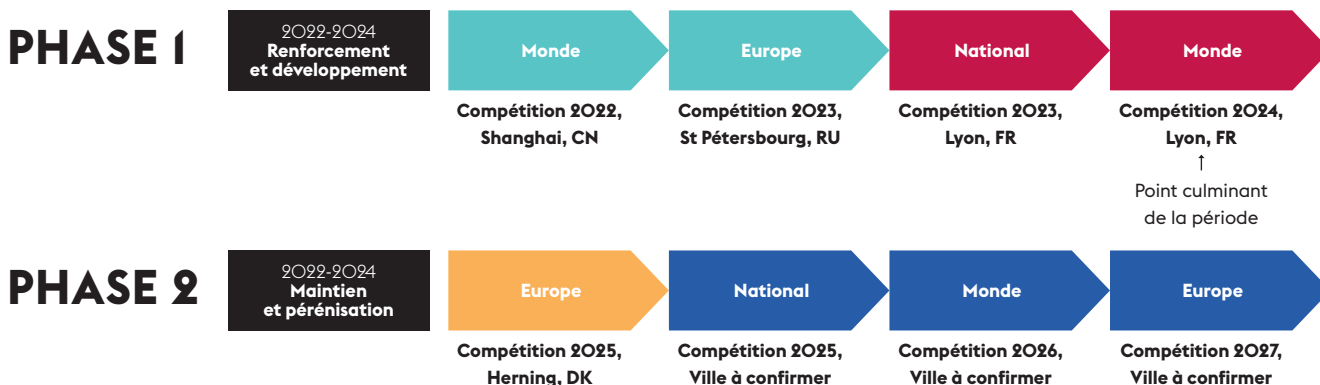 PHASE 1
2022-2024
Renforcement
et développement
Monde
Europe
National
Monde
Compétition 2022,
Shanghai, CN
Compétition 2023,
St Pétersbourg, RU
Compétition 2023,
Lyon, FR
Compétition 2024,
Lyon, FR
↑
Point culminant
de la période
PHASE 2
2022-2024
Maintien
et pérénisation
Europe
National
Monde
Europe
Compétition 2025,
Herning, DK
Compétition 2025,
Ville à confirmer
Compétition 2026,
Ville à confirmer
Compétition 2027,
Ville à confirmer